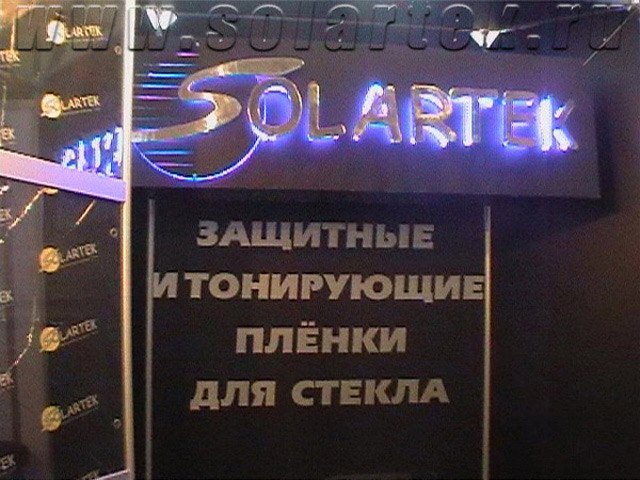 www.solartek.ru
SOLARTEK
ЗАЩИТНЫЕ
И ТОНИРУЮЩИЕ
ПЛЁНКИ
ДЛЯ СТЕКЛА
SOLARTEK
SOLARTEK
SOLARTEK
SOLARTEK
SOLARTEK